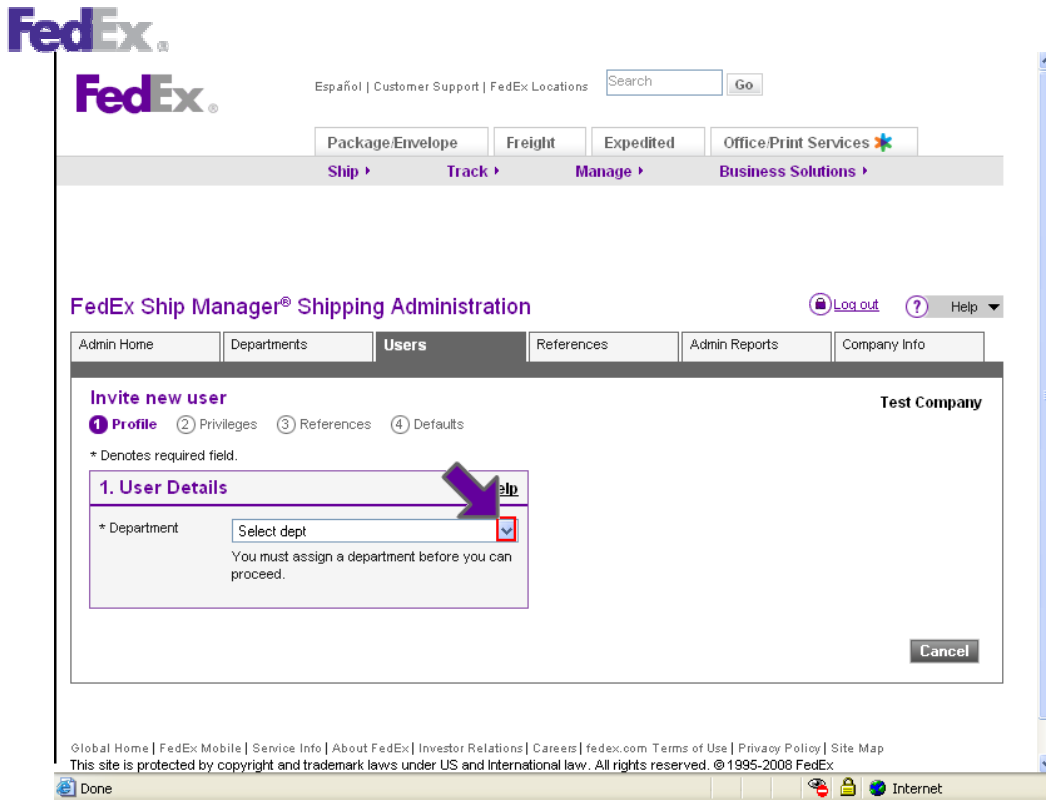 FedEx®
FedEx®
Español | Customer Support | FedEx Locations Search Go
Package/Envelope Freight Expedited Office/Print Services
Ship Track Manage Business Solutions
FedEx Ship Manager® Shipping Administration Log out ? Help
Admin Home Departments Users References Admin Reports Company Info
Invite new user Test Company
1 Profile 2 Privileges 3 References 4 Defaults
* Denotes required field.
1. User Details elp
* Department Select dept
You must assign a department before you can
proceed.
Cancel
Global Home | FedEx Mobile | Service Info | About FedEx | Investor Relations | Careers | fedex.com Terms of Use | Privacy Policy | Site Map
This site is protected by copyright and trademark laws under US and International law. All rights reserved. © 1995-2008 FedEx
Done Internet